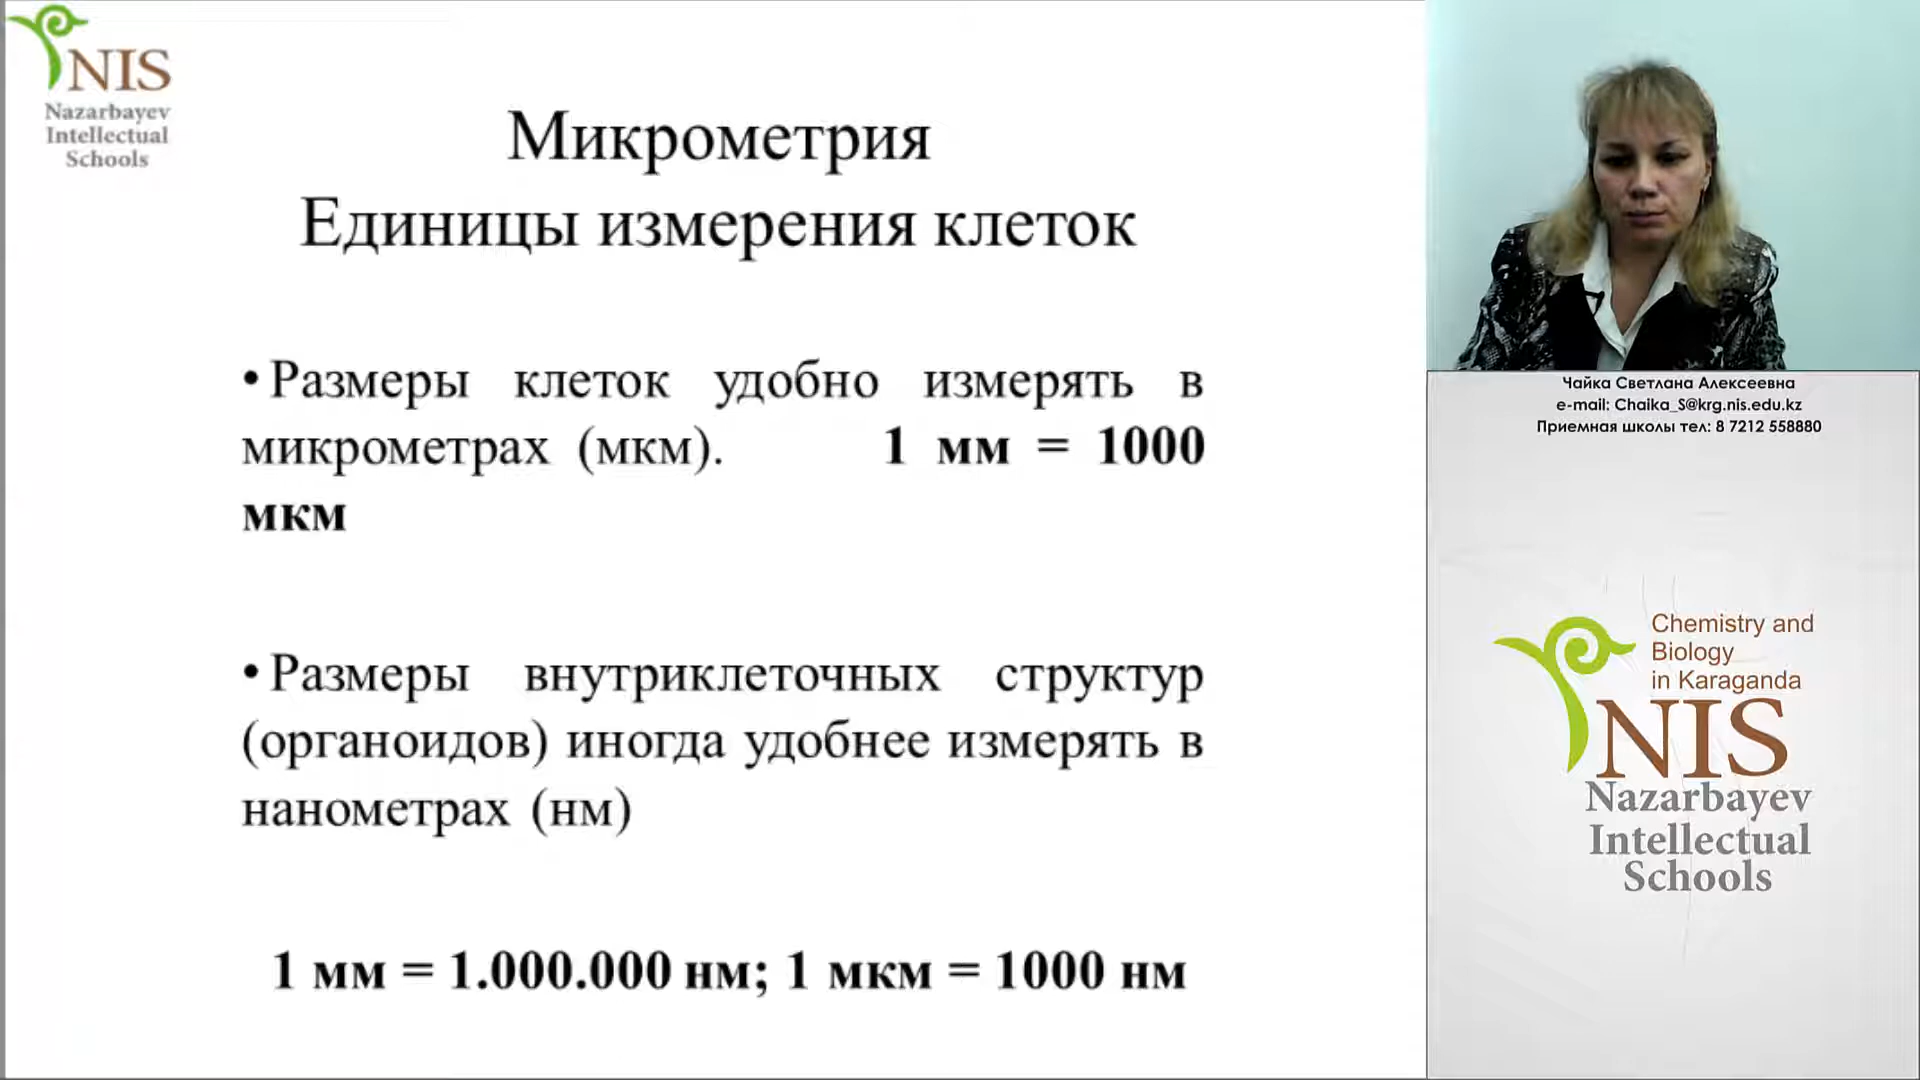 NIS
Nazarbayev
Intellectual
Schools
Микрометрия
Единицы измерения клеток
• Размеры клеток удобно измерять в
микрометрах (мкм). 1 мм = 1000
мкм
• Размеры внутриклеточных структур
(органоидов) иногда удобнее измерять в
нанометрах (нм)
1 мм = 1.000.000 нм; 1 мкм = 1000 нм
Чайка Светлана Алексеевна
e-mail: Chaika_S@krg.nis.edu.kz
Приемная школы тел: 8 7212 558880
Chemistry and
Biology
in Karaganda
NIS
Nazarbayev
Intellectual
Schools